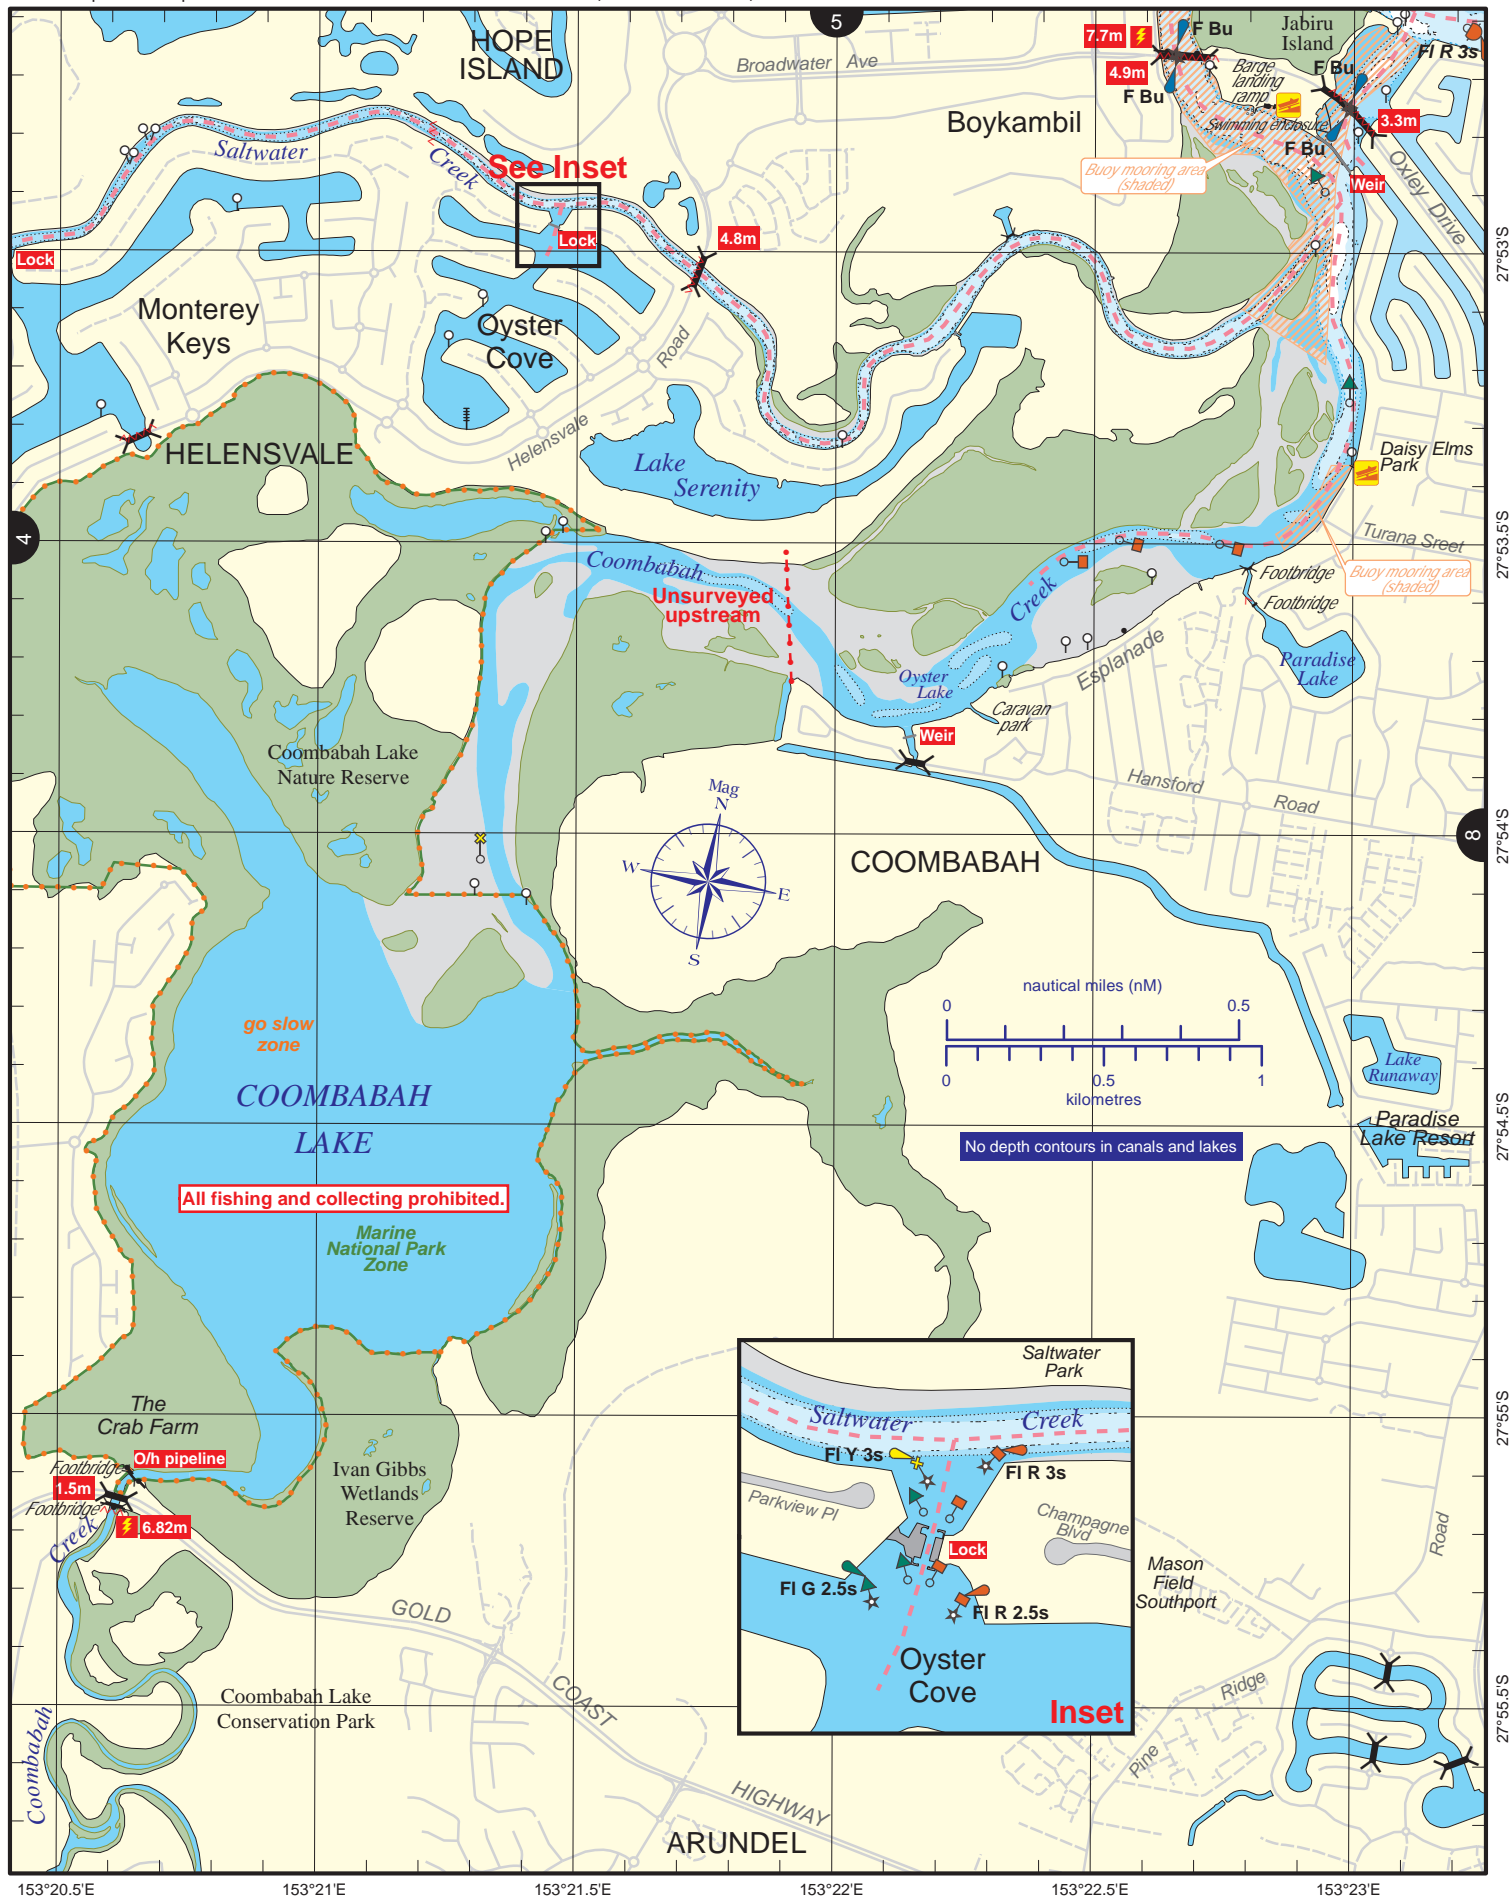 5
HOPE
ISLAND
Broadwater Ave
7.7m
F Bu
Jabiru
Island
Fl R 3s
4.9m
F Bu
Barge
landing
ramp
F Bu
Boykambil
Swimming enclosure
3.3m
F Bu
Saltwater
Creek
See Inset
Buoy mooring area
(shaded)
Weir
Oxley Drive
Lock
Lock
4.8m
27°53'S
Monterey
Keys
Oyster
Cove
Road
Helensvale
HELENSVALE
Lake
Serenity
Daisy Elms
Park
4
Turana Sreet
27°53.5'S
Coombabah
Creek
Unsurveyed
upstream
Footbridge
Footbridge
Buoy mooring area
(shaded)
Esplanade
Paradise
Lake
Oyster
Lake
Caravan
park
Weir
Coombabah Lake
Nature Reserve
Hansford
Road
Mag
N
W
E
S
COOMBABAH
8
27°54'S
nautical miles (nM)
0
0.5
0
0.5
1
kilometres
go slow
zone
COOMBABAH
LAKE
Lake
Runaway
No depth contours in canals and lakes
Paradise
Lake Resort
27°54.5'S
All fishing and collecting prohibited.
Marine
National Park
Zone
Saltwater
Park
The
Crab Farm
Saltwater
Creek
27°55'S
O/h pipeline
Footbridge
1.5m
Footbridge
6.82m
Creek
Ivan Gibbs
Wetlands
Reserve
Fl Y 3s
Fl R 3s
Parkview Pl
Champagne
Blvd
Lock
Fl G 2.5s
Fl R 2.5s
Oyster
Cove
Inset
Mason
Field
Southport
Road
GOLD
COAST
HIGHWAY
Coombabah Lake
Conservation Park
Coombabah
Ridge
Pine
27°55.5'S
ARUNDEL
153°20.5'E
153°21'E
153°21.5'E
153°22'E
153°22.5'E
153°23'E